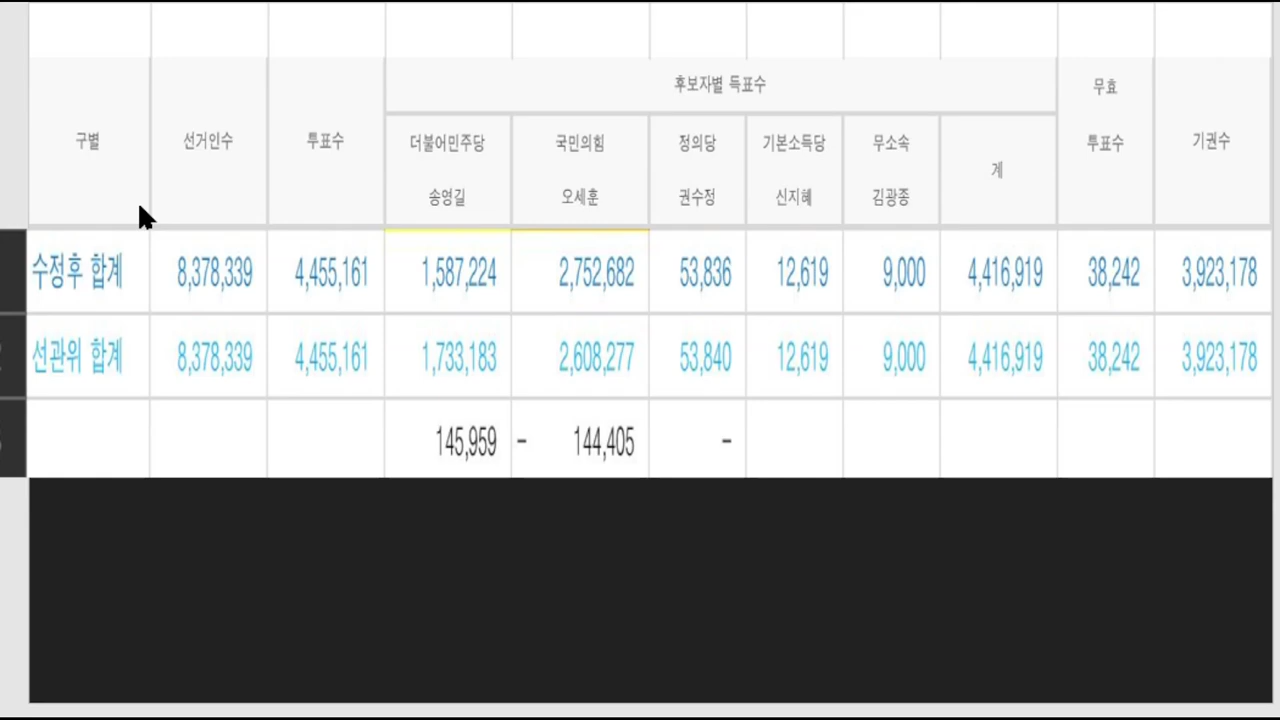 후보자별 득표수
구별 선거인수 투표수 더불어민주당 송영길 국민의힘 오세훈 정의당 권수정 기본소득당 신지혜 무소속 김광종 계 무효 투표수 기권수
수정후 합계 8,378,339 4,455,161 1,587,224 2,752,682 53,836 12,619 9,000 4,416,919 38,242 3,923,178
선관위 합계 8,378,339 4,455,161 1,733,183 2,608,277 53,840 12,619 9,000 4,416,919 38,242 3,923,178
145,959 - 144,405 -